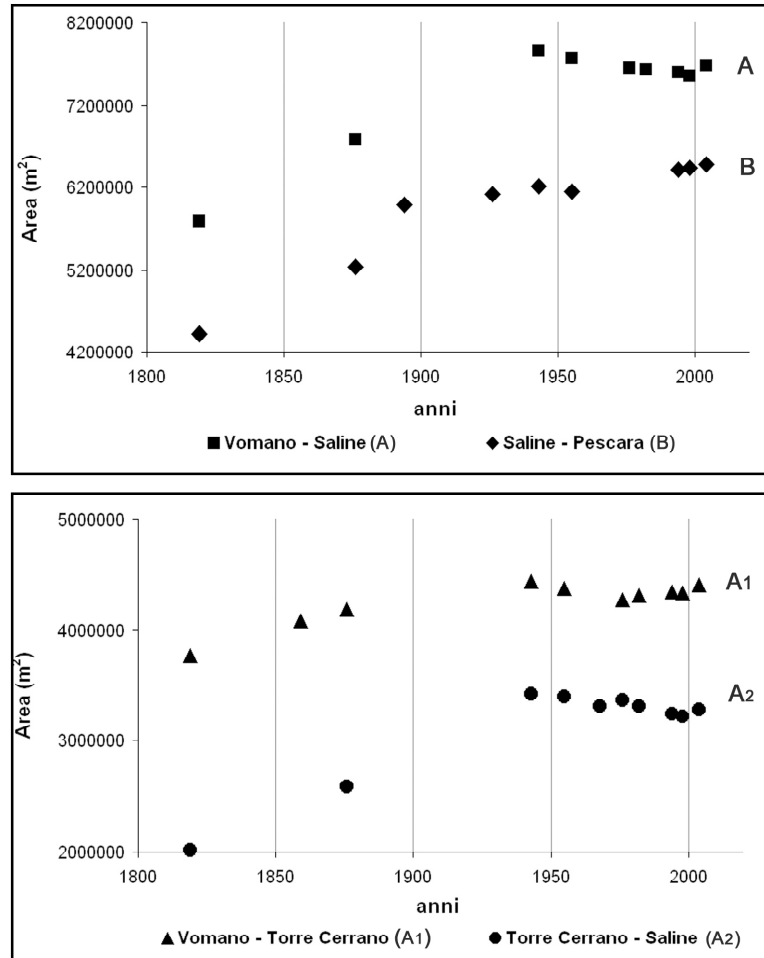 8200000
7200000
6200000
5200000
4200000
Area (m²)
A
B
1800 1850 1900 1950 2000
anni
Vomano - Saline (A) Saline - Pescara (B)
5000000
4000000
3000000
2000000
Area (m²)
A1
A2
1800 1850 1900 1950 2000
anni
Vomano - Torre Cerrano (A1) Torre Cerrano - Saline (A2)